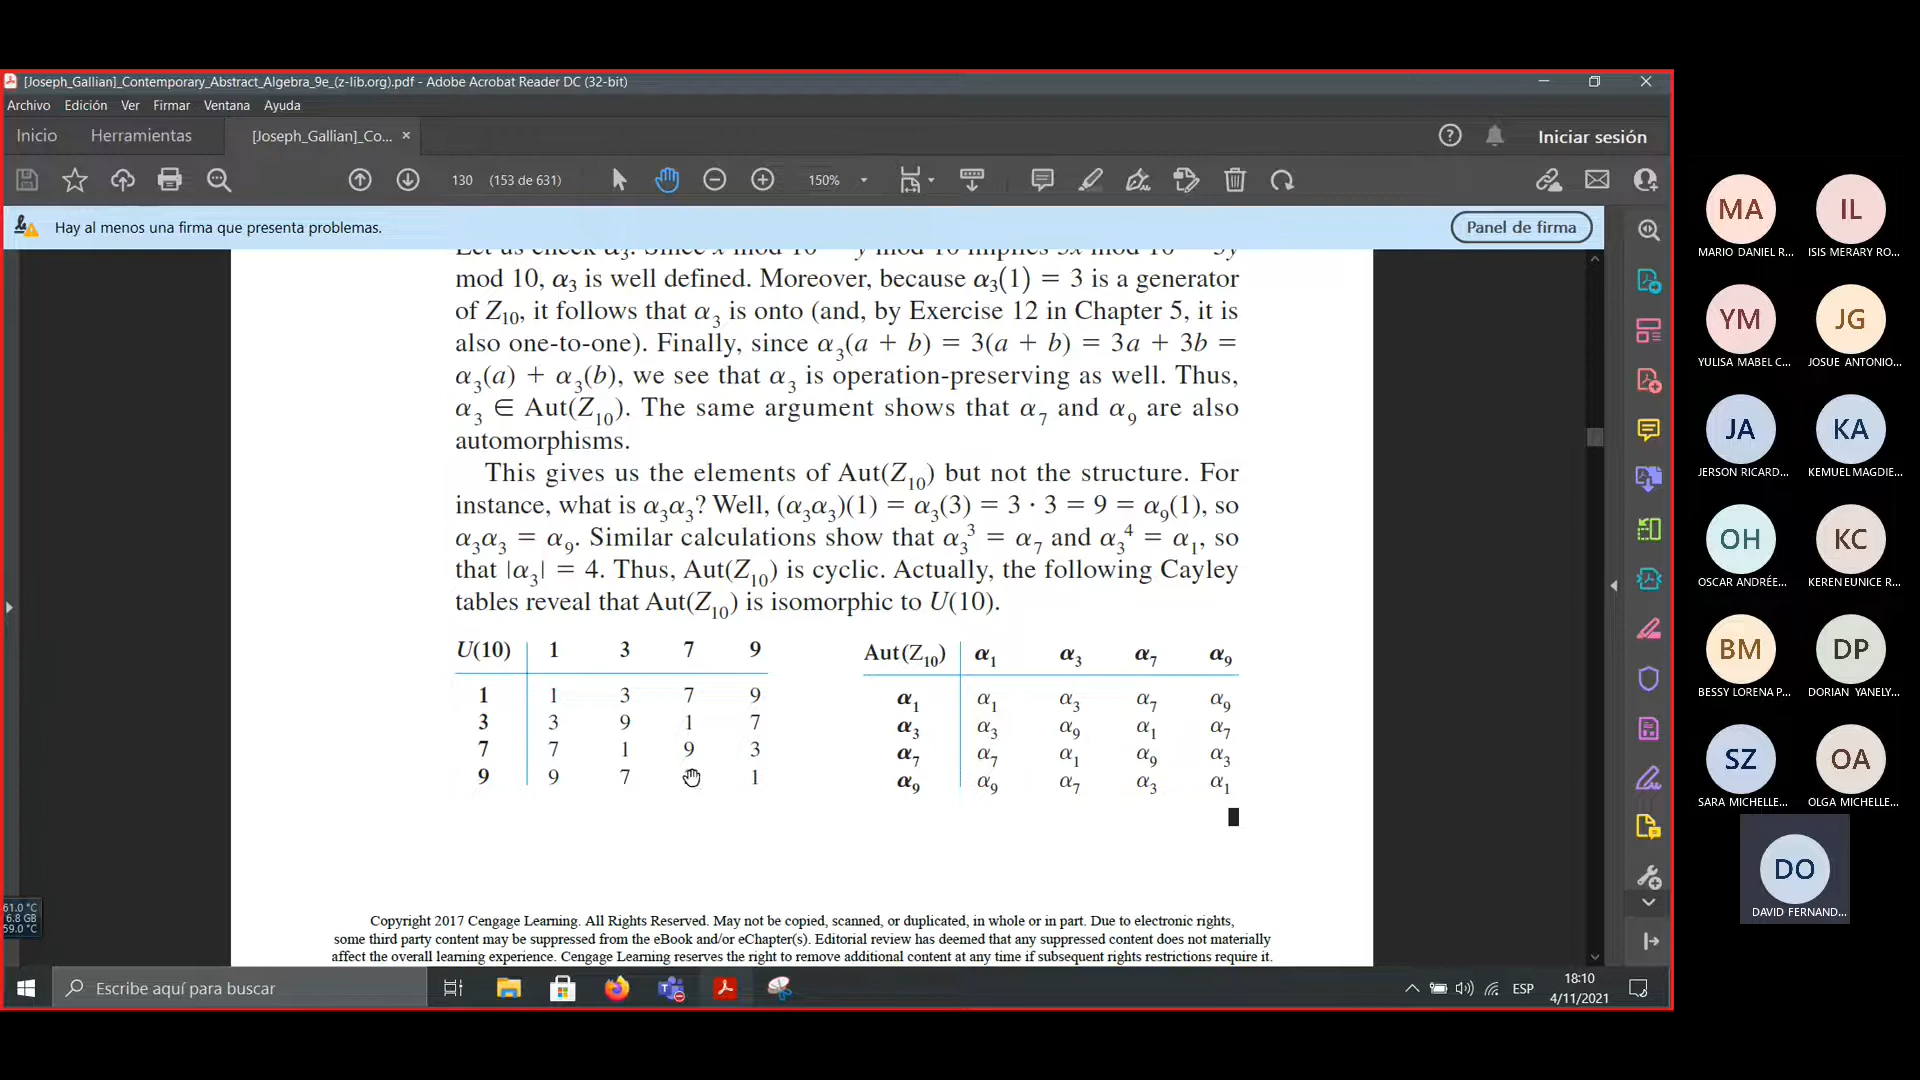 [Joseph_Gallian]_Contemporary_Abstract_Algebra_9e_(z-lib.org).pdf - Adobe Acrobat Reader DC (32-bit)
Archivo Edición Ver Firmar Ventana Ayuda
Inicio Herramientas [Joseph_Gallian]_Co... × Iniciar sesión
130 (153 de 631) 150%
Hay al menos una firma que presenta problemas. Panel de firma
mod 10, α₃ is well defined. Moreover, because α₃(1) = 3 is a generator
of Z₁₀, it follows that α₃ is onto (and, by Exercise 12 in Chapter 5, it is
also one-to-one). Finally, since α₃(a + b) = 3(a + b) = 3a + 3b =
α₃(a) + α₃(b), we see that α₃ is operation-preserving as well. Thus,
α₃ ∈ Aut(Z₁₀). The same argument shows that α₇ and α₉ are also
automorphisms.
This gives us the elements of Aut(Z₁₀) but not the structure. For
instance, what is α₃α₃? Well, (α₃α₃)(1) = α₃(3) = 3 · 3 = 9 = α₉(1), so
α₃α₃ = α₉. Similar calculations show that α₃³ = α₇ and α₃⁴ = α₁, so
that |α₃| = 4. Thus, Aut(Z₁₀) is cyclic. Actually, the following Cayley
tables reveal that Aut(Z₁₀) is isomorphic to U(10).
U(10) 1 3 7 9
1 1 3 7 9
3 3 9 1 7
7 7 1 9 3
9 9 7 1
Aut(Z₁₀) α₁ α₃ α₇ α₉
α₁ α₁ α₃ α₇ α₉
α₃ α₃ α₉ α₁ α₇
α₇ α₇ α₁ α₉ α₃
α₉ α₉ α₇ α₃ α₁
Copyright 2017 Cengage Learning. All Rights Reserved. May not be copied, scanned, or duplicated, in whole or in part. Due to electronic rights,
some third party content may be suppressed from the eBook and/or eChapter(s). Editorial review has deemed that any suppressed content does not materially
affect the overall learning experience. Cengage Learning reserves the right to remove additional content at any time if subsequent rights restrictions require it.
61.0 °C
6.8 GB
59.0 °C
Escribe aquí para buscar
ESP
18:10
4/11/2021
MA IL
MARIO DANIEL R... ISIS MERARY RO...
YM JG
YULISA MABEL C... JOSUE ANTONIO...
JA KA
JERSON RICARD... KEMUEL MAGDIE...
OH KC
OSCAR ANDRÉE... KEREN EUNICE R...
BM DP
BESSY LORENA P... DORIAN YANELY...
SZ OA
SARA MICHELLE... OLGA MICHELLE...
DO
DAVID FERNAND...